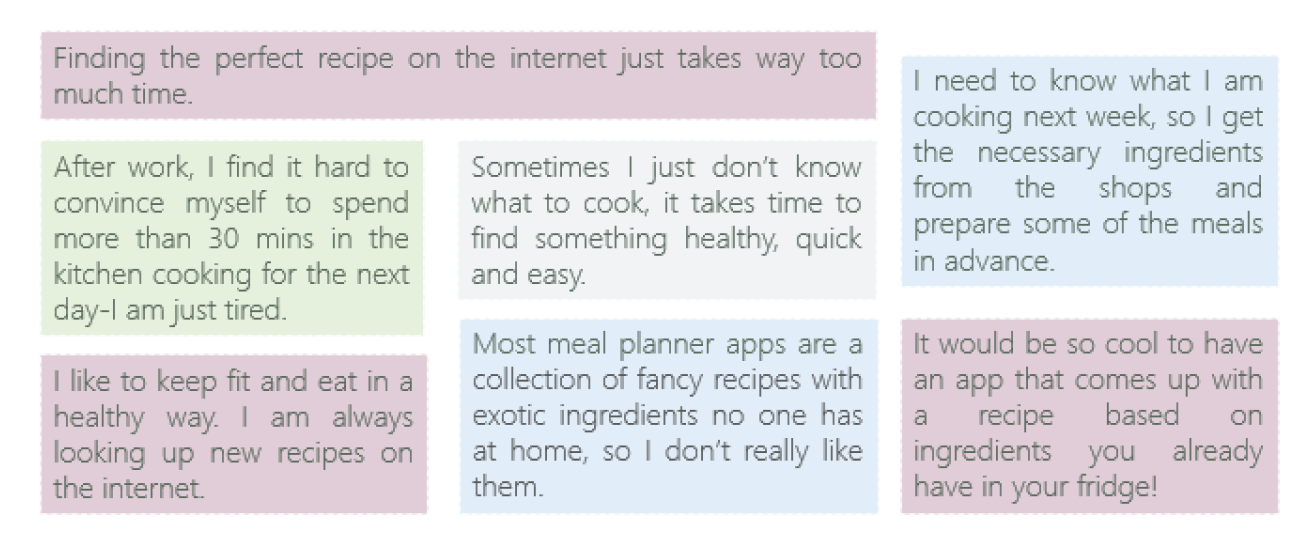 Finding the perfect recipe on the internet just takes way too
much time.
After work, I find it hard to
convince myself to spend
more than 30 mins in the
kitchen cooking for the next
day-I am just tired.
Sometimes I just don't know
what to cook, it takes time to
find something healthy, quick
and easy.
I need to know what I am
cooking next week, so I get
the necessary ingredients
from the shops and
prepare some of the meals
in advance.
I like to keep fit and eat in a
healthy way. I am always
looking up new recipes on
the internet.
Most meal planner apps are a
collection of fancy recipes with
exotic ingredients no one has
at home, so I don't really like
them.
It would be so cool to have
an app that comes up with
a recipe based on
ingredients you already
have in your fridge!